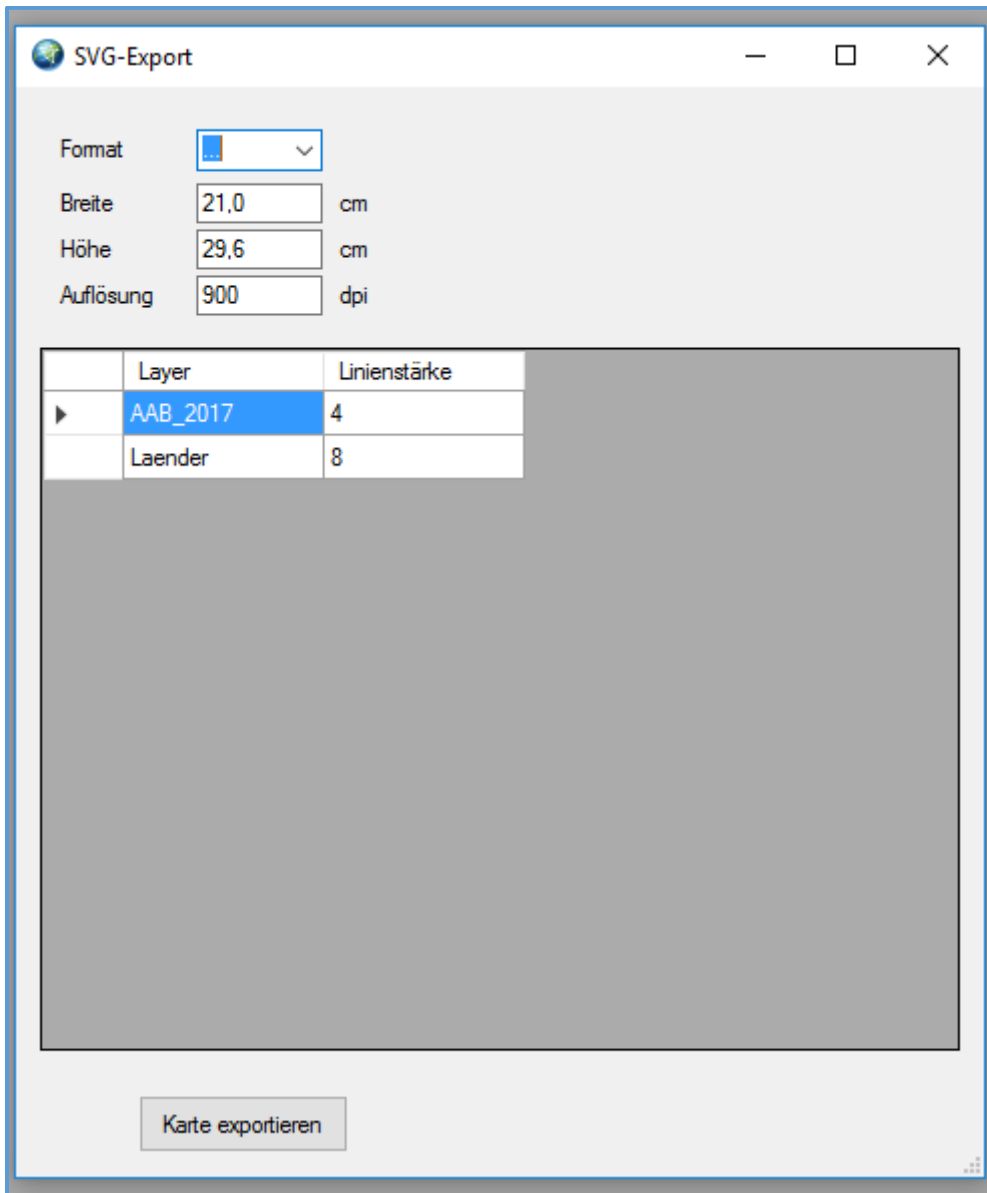 SVG-Export
Format ...
Breite 21,0 cm
Höhe 29,6 cm
Auflösung 900 dpi
Layer Linienstärke
AAB_2017 4
Laender 8
Karte exportieren